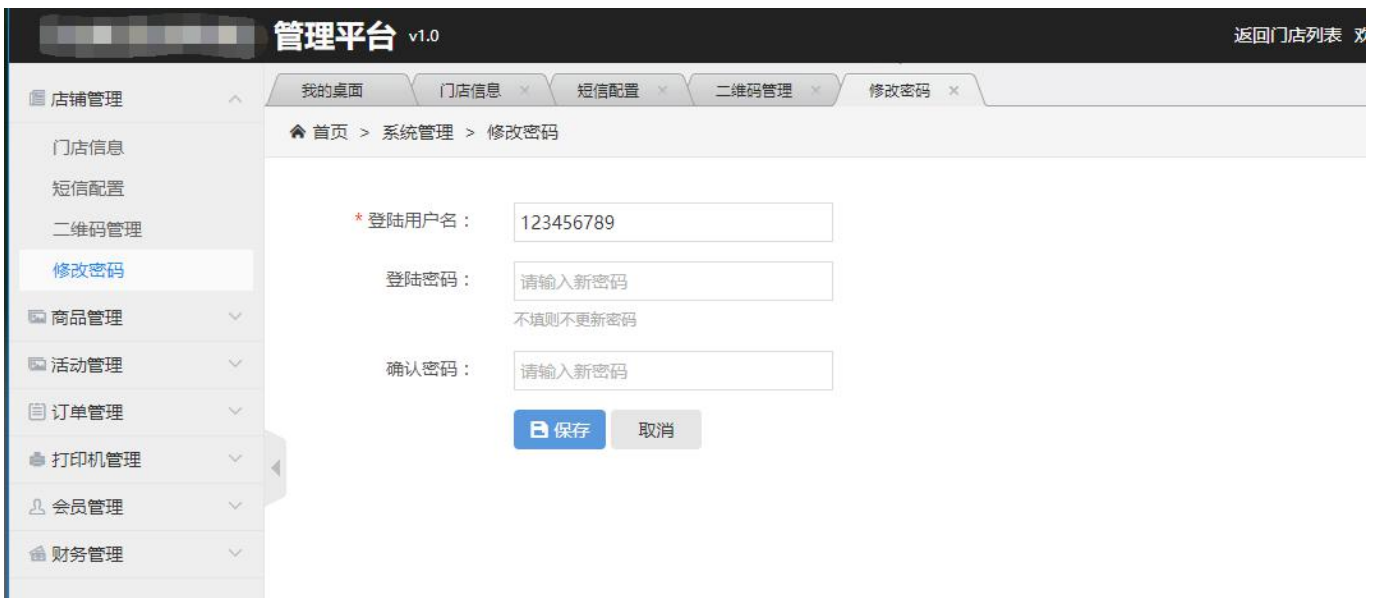 管理平台 v1.0
返回门店列表
店铺管理
门店信息
短信配置
二维码管理
修改密码
商品管理
活动管理
订单管理
打印机管理
会员管理
财务管理
我的桌面 门店信息 × 短信配置 × 二维码管理 × 修改密码 ×
首页 > 系统管理 > 修改密码
* 登陆用户名： 123456789
登陆密码： 请输入新密码
不填则不更新密码
确认密码： 请输入新密码
保存 取消